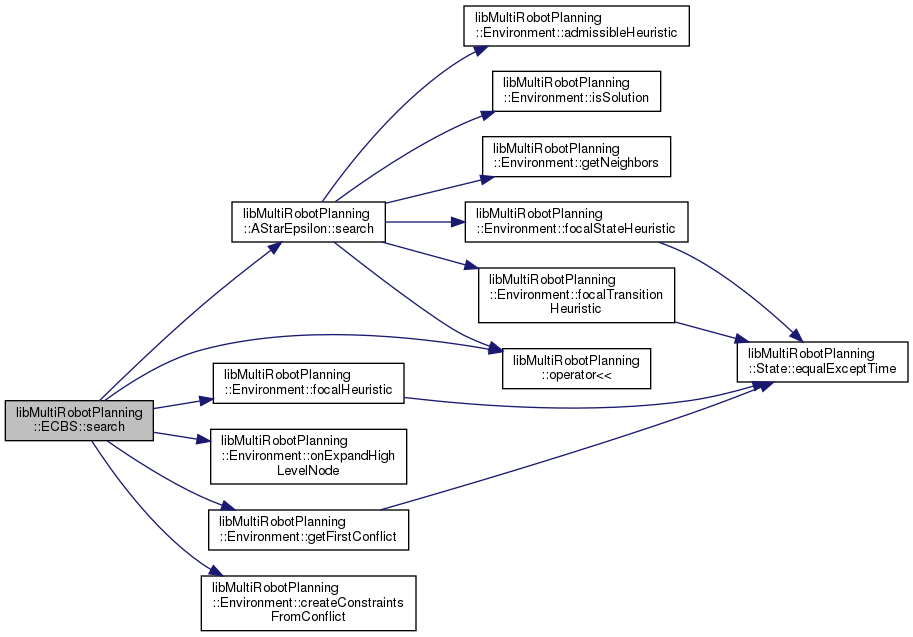 libMultiRobotPlanning
::Environment::admissibleHeuristic
libMultiRobotPlanning
::Environment::isSolution
libMultiRobotPlanning
::Environment::getNeighbors
libMultiRobotPlanning
::AStarEpsilon::search
libMultiRobotPlanning
::Environment::focalStateHeuristic
libMultiRobotPlanning
::Environment::focalTransition
Heuristic
libMultiRobotPlanning
::operator<<
libMultiRobotPlanning
::State::equalExceptTime
libMultiRobotPlanning
::Environment::focalHeuristic
libMultiRobotPlanning
::ECBS::search
libMultiRobotPlanning
::Environment::onExpandHigh
LevelNode
libMultiRobotPlanning
::Environment::getFirstConflict
libMultiRobotPlanning
::Environment::createConstraints
FromConflict